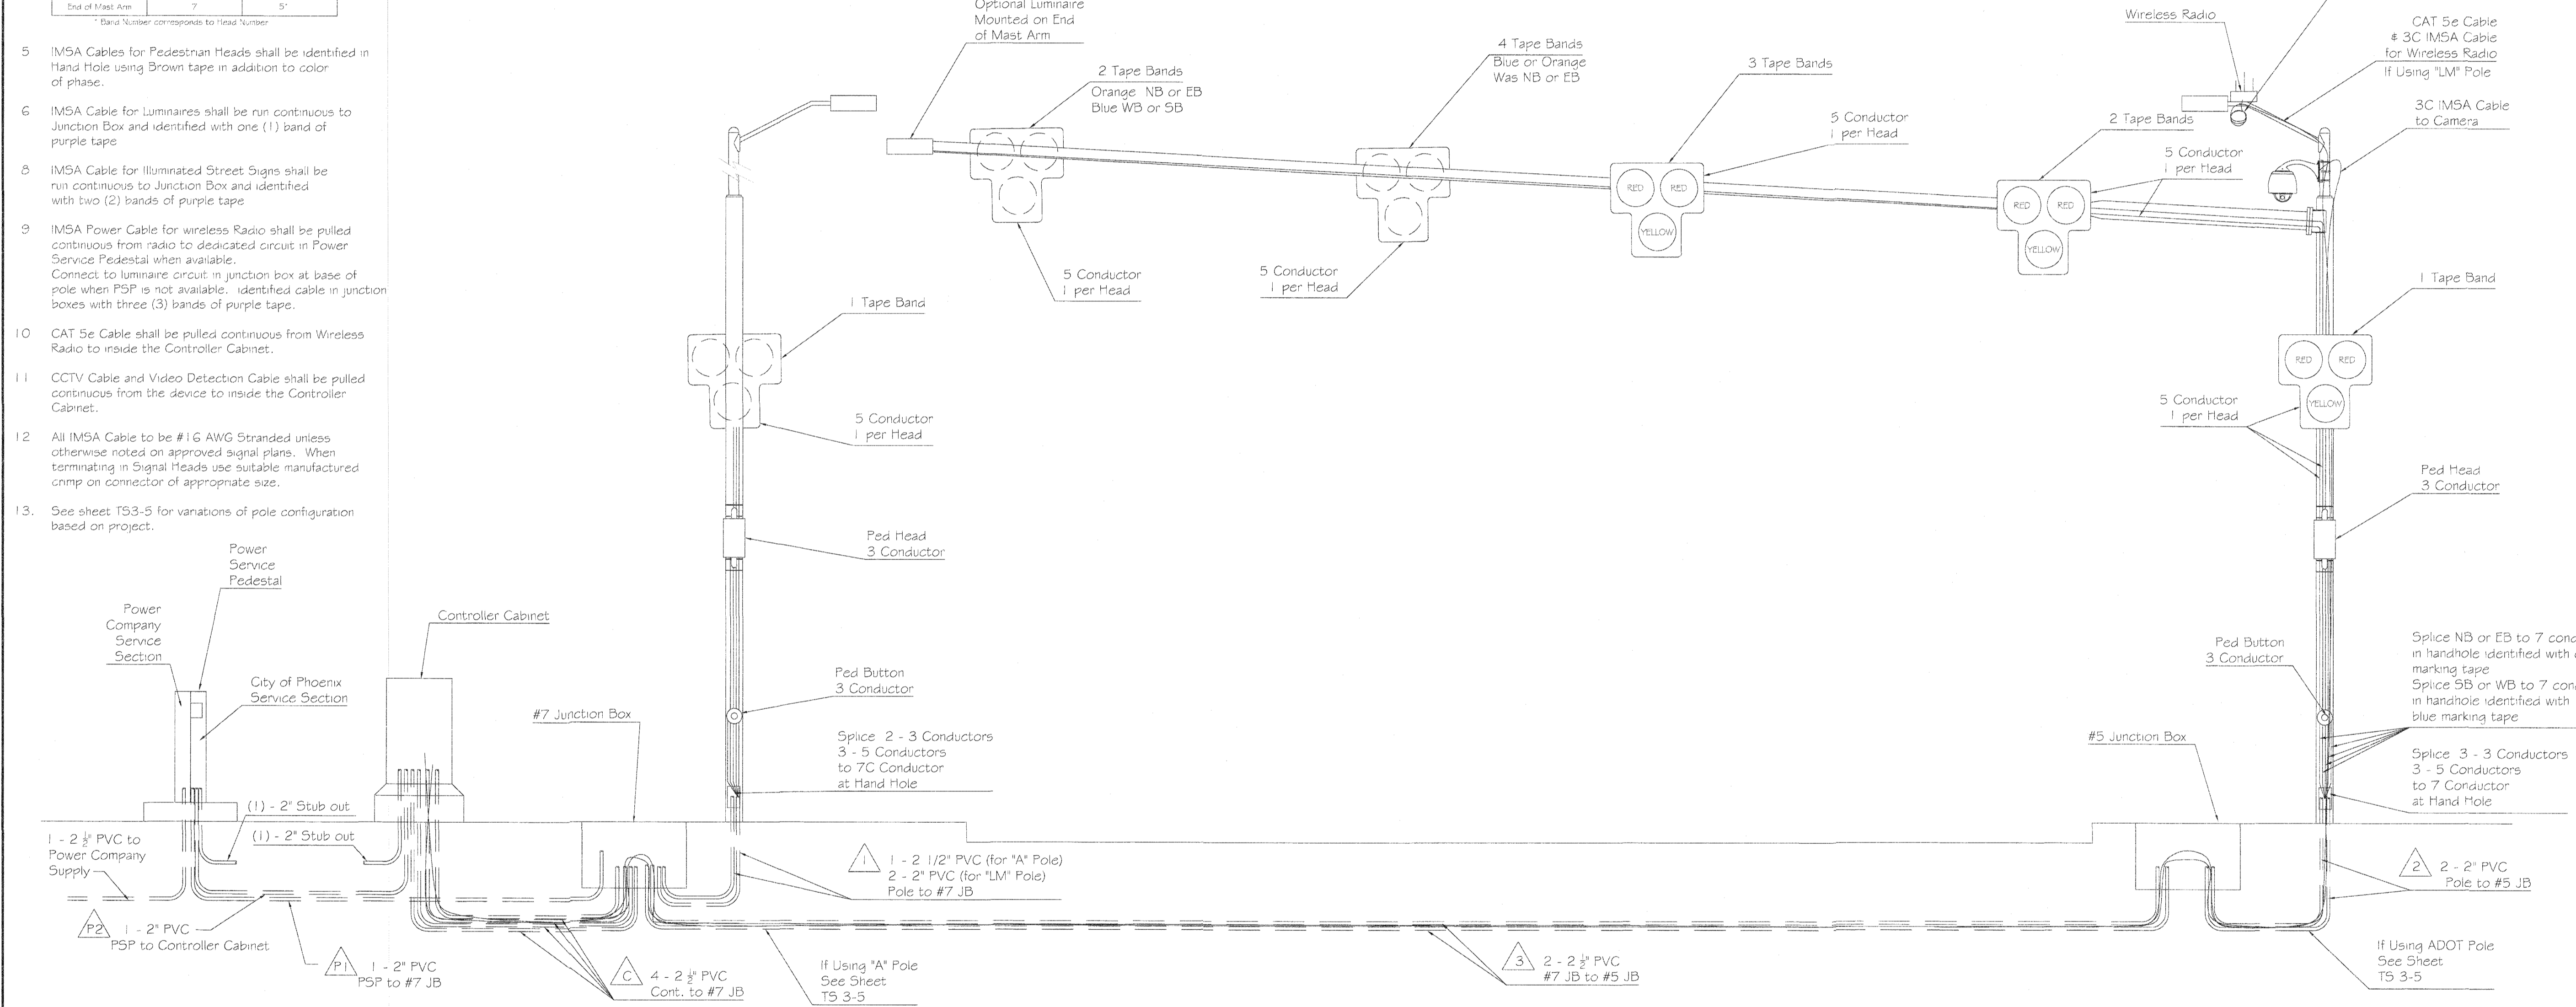 End of Mast Arm 7 5"
* Band Number corresponds to Head Number
5 IMSA Cables for Pedestrian Heads shall be identified in
Hand Hole using Brown tape in addition to color
of phase.
6 IMSA Cable for Luminaires shall be run continuous to
Junction Box and identified with one (1) band of
purple tape
8 IMSA Cable for Illuminated Street Signs shall be
run continuous to Junction Box and identified
with two (2) bands of purple tape
9 IMSA Power Cable for wireless Radio shall be pulled
continuous from radio to dedicated circuit in Power
Service Pedestal when available.
Connect to luminaire circuit in junction box at base of
pole when PSP is not available. Identified cable in junction
boxes with three (3) bands of purple tape.
10 CAT 5e Cable shall be pulled continuous from Wireless
Radio to inside the Controller Cabinet.
11 CCTV Cable and Video Detection Cable shall be pulled
continuous from the device to inside the Controller
Cabinet.
12 All IMSA Cable to be #16 AWG Stranded unless
otherwise noted on approved signal plans. When
terminating in Signal Heads use suitable manufactured
crimp on connector of appropriate size.
13. See sheet TS3-5 for variations of pole configuration
based on project.
Optional Luminaire
Mounted on End
of Mast Arm
2 Tape Bands
Orange NB or EB
Blue WB or SB
4 Tape Bands
Blue or Orange
Was NB or EB
3 Tape Bands
5 Conductor
1 per Head
2 Tape Bands
5 Conductor
1 per Head
Wireless Radio
CAT 5e Cable
& 3C IMSA Cable
for Wireless Radio
If Using "LM" Pole
3C IMSA Cable
to Camera
RED
RED
YELLOW
RED
RED
YELLOW
5 Conductor
1 per Head
5 Conductor
1 per Head
1 Tape Band
1 Tape Band
RED
RED
YELLOW
5 Conductor
1 per Head
5 Conductor
1 per Head
Ped Head
3 Conductor
Ped Head
3 Conductor
Power
Service
Pedestal
Power
Company
Service
Section
City of Phoenix
Service Section
Controller Cabinet
#7 Junction Box
Ped Button
3 Conductor
Splice 2 - 3 Conductors
3 - 5 Conductors
to 7C Conductor
at Hand Hole
Ped Button
3 Conductor
#5 Junction Box
Splice NB or EB to 7 cond
in handhole identified with
marking tape
Splice SB or WB to 7 cond
in handhole identified with
blue marking tape
Splice 3 - 3 Conductors
3 - 5 Conductors
to 7 Conductor
at Hand Hole
(1) - 2" Stub out
(1) - 2" Stub out
1 - 2 ½" PVC to
Power Company
Supply
P2 1 - 2" PVC
PSP to Controller Cabinet
P1 1 - 2" PVC
PSP to #7 JB
C 4 - 2 ½" PVC
Cont. to #7 JB
1 1 - 2 1/2" PVC (for "A" Pole)
2 - 2" PVC (for "LM" Pole)
Pole to #7 JB
If Using "A" Pole
See Sheet
TS 3-5
3 2 - 2 ½" PVC
#7 JB to #5 JB
2 2 - 2" PVC
Pole to #5 JB
If Using ADOT Pole
See Sheet
TS 3-5